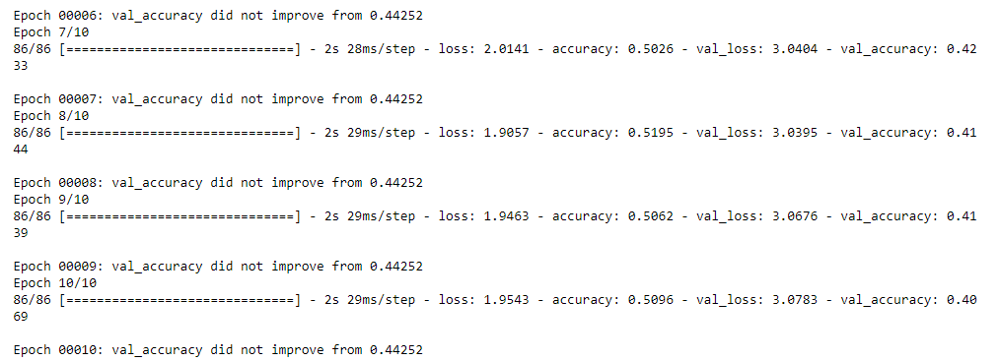 Epoch 00006: val_accuracy did not improve from 0.44252
Epoch 7/10
86/86 [==============================] - 2s 28ms/step - loss: 2.0141 - accuracy: 0.5026 - val_loss: 3.0404 - val_accuracy: 0.42
33
Epoch 00007: val_accuracy did not improve from 0.44252
Epoch 8/10
86/86 [==============================] - 2s 29ms/step - loss: 1.9057 - accuracy: 0.5195 - val_loss: 3.0395 - val_accuracy: 0.41
44
Epoch 00008: val_accuracy did not improve from 0.44252
Epoch 9/10
86/86 [==============================] - 2s 29ms/step - loss: 1.9463 - accuracy: 0.5062 - val_loss: 3.0676 - val_accuracy: 0.41
39
Epoch 00009: val_accuracy did not improve from 0.44252
Epoch 10/10
86/86 [==============================] - 2s 29ms/step - loss: 1.9543 - accuracy: 0.5096 - val_loss: 3.0783 - val_accuracy: 0.40
69
Epoch 00010: val_accuracy did not improve from 0.44252